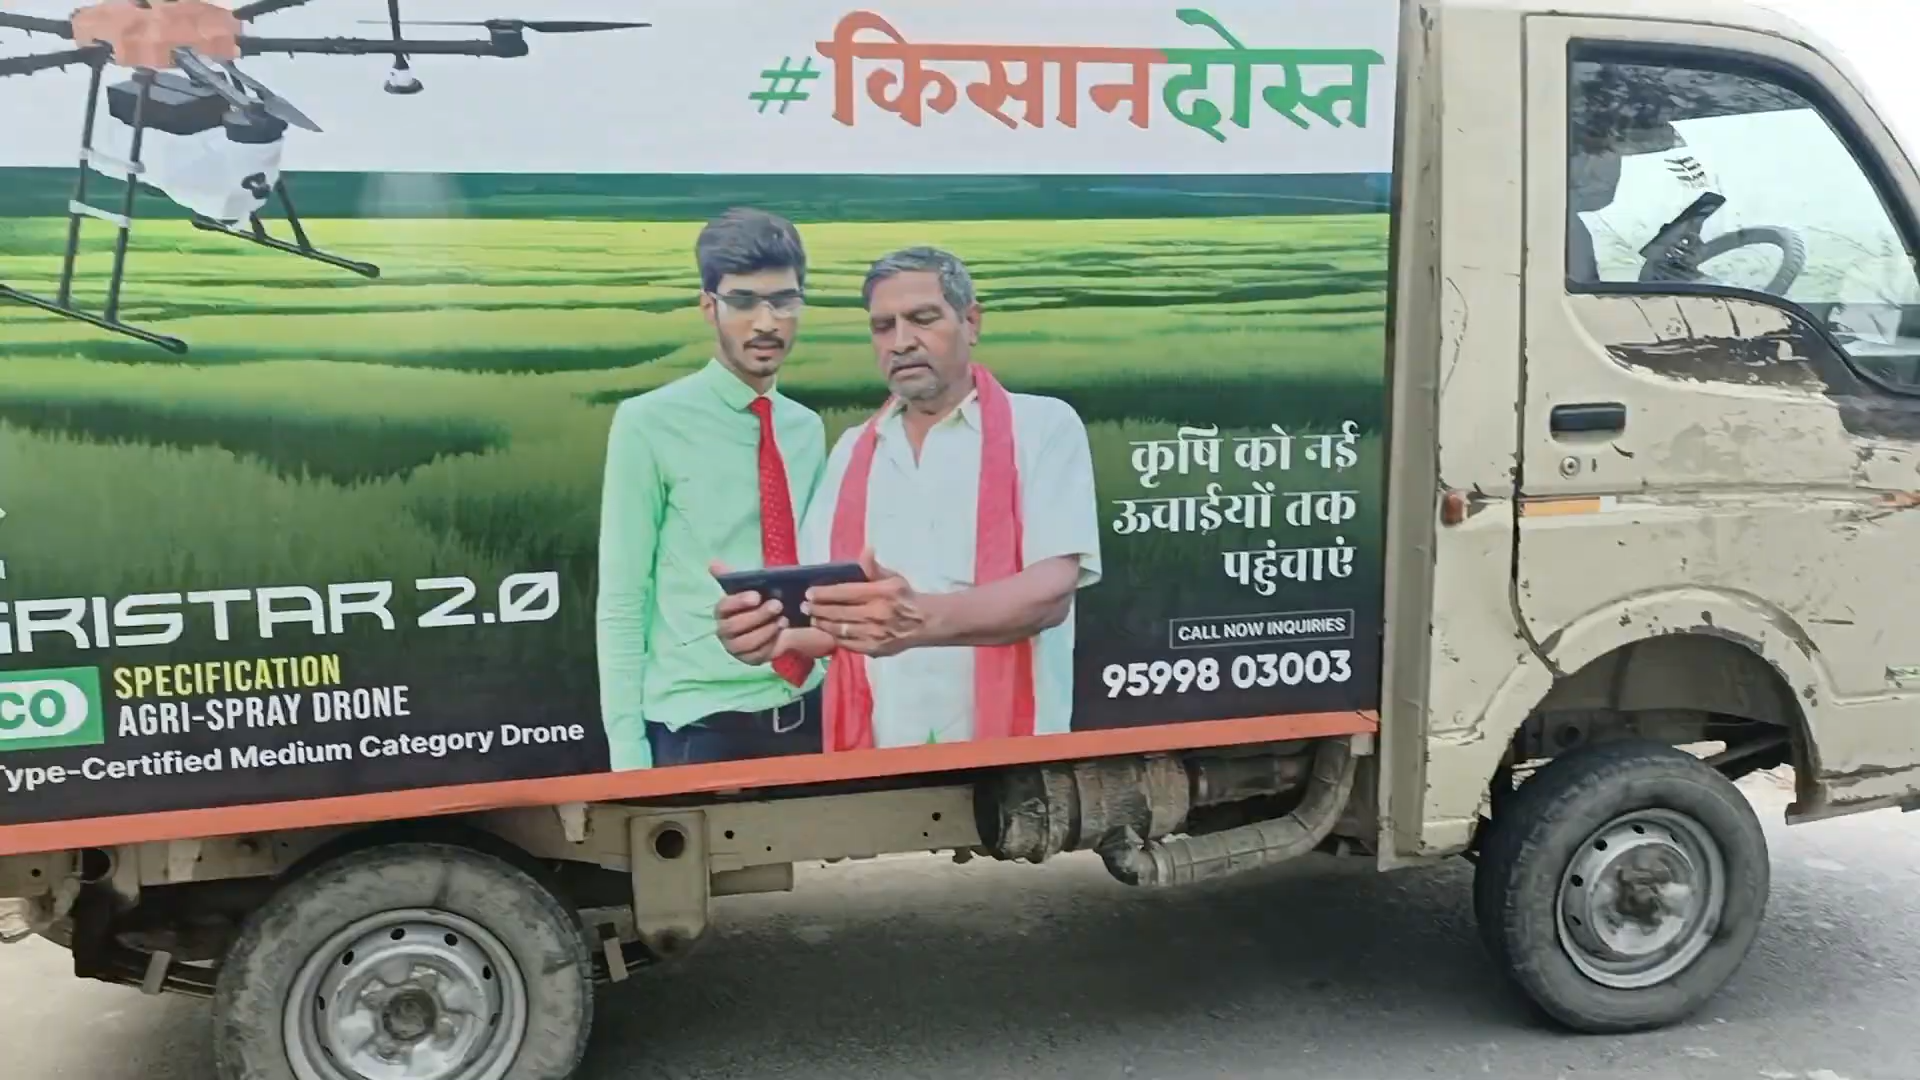 #किसानदोस्त
कृषि को नई
ऊचाईयों तक
पहुंचाएं
CALL NOW INQUIRIES
95998 03003
GRISTAR 2.0
CO
SPECIFICATION
AGRI-SPRAY DRONE
Type-Certified Medium Category Drone